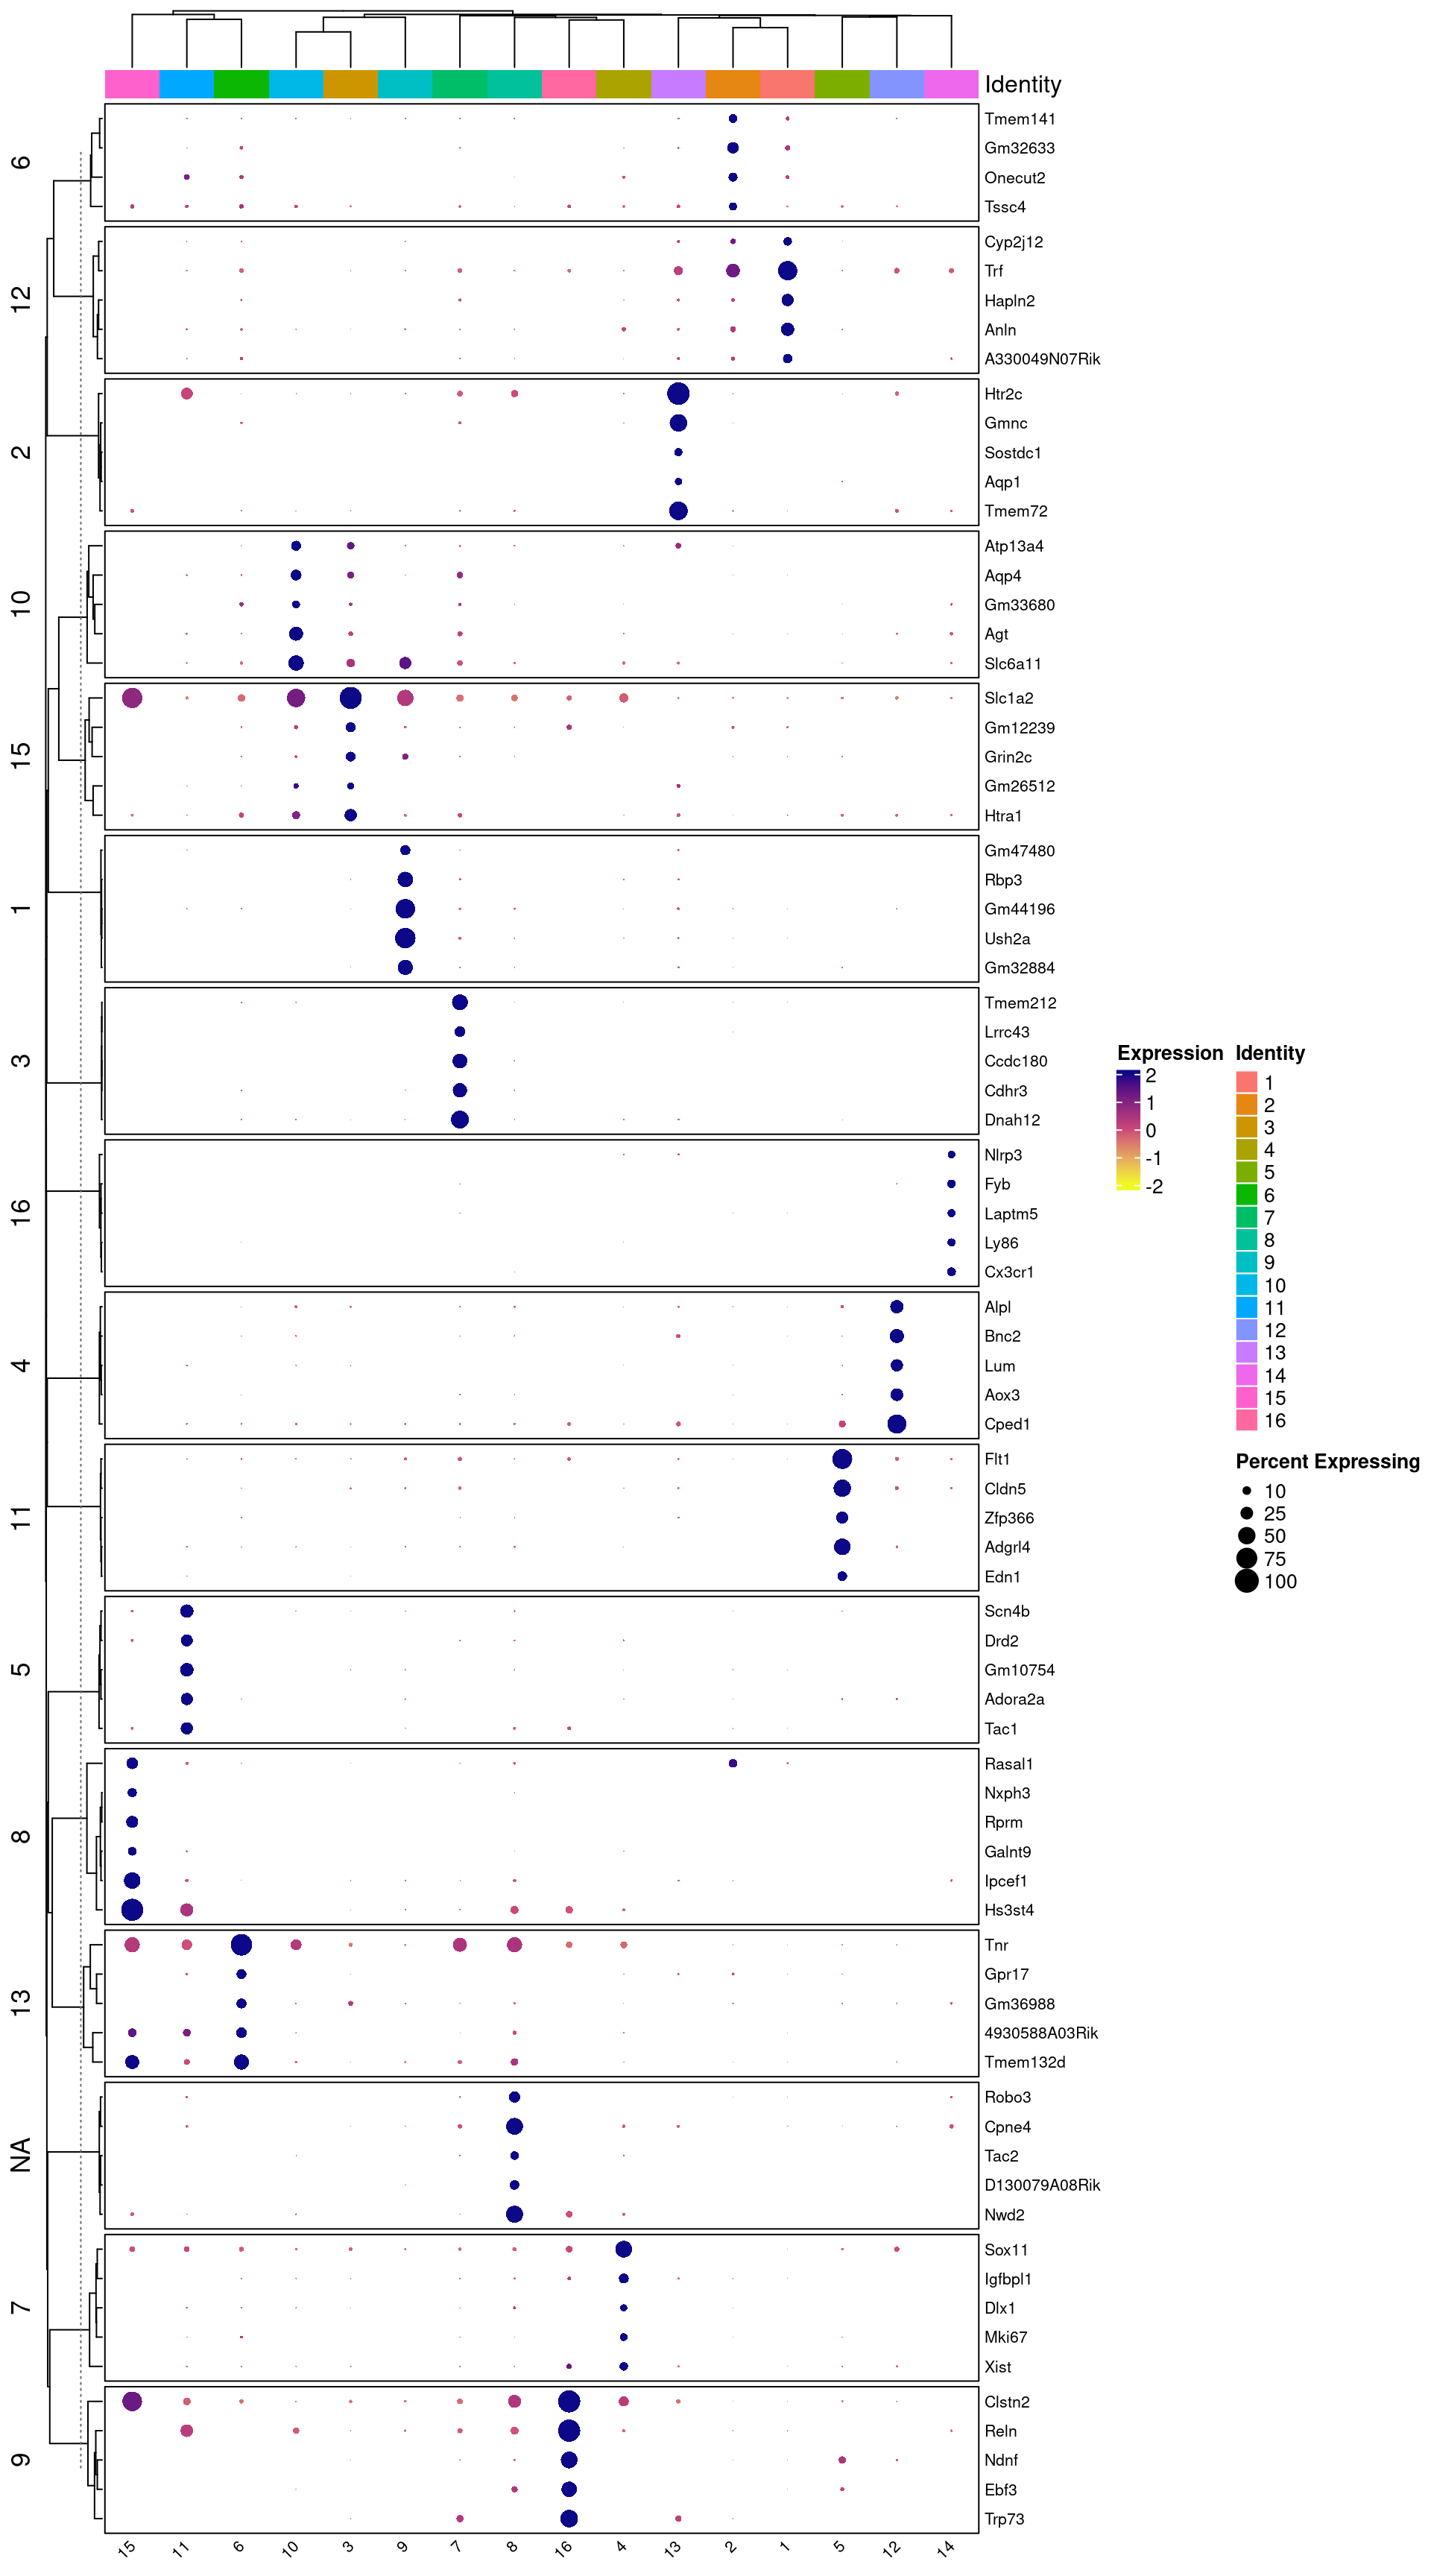 Identity
6
Tmem141
Gm32633
Onecut2
Tssc4
12
Cyp2j12
Trf
Hapln2
Anln
A330049N07Rik
2
Htr2c
Gmnc
Sostdc1
Aqp1
Tmem72
10
Atp13a4
Aqp4
Gm33680
Agt
Slc6a11
15
Slc1a2
Gm12239
Grin2c
Gm26512
Htra1
1
Gm47480
Rbp3
Gm44196
Ush2a
Gm32884
3
Tmem212
Lrrc43
Ccdc180
Cdhr3
Dnah12
16
Nlrp3
Fyb
Laptm5
Ly86
Cx3cr1
4
Alpl
Bnc2
Lum
Aox3
Cped1
11
Flt1
Cldn5
Zfp366
Adgrl4
Edn1
5
Scn4b
Drd2
Gm10754
Adora2a
Tac1
8
Rasal1
Nxph3
Rprm
Galnt9
Ipcef1
Hs3st4
13
Tnr
Gpr17
Gm36988
4930588A03Rik
Tmem132d
NA
Robo3
Cpne4
Tac2
D130079A08Rik
Nwd2
7
Sox11
Igfbpl1
Dlx1
Mki67
Xist
9
Clstn2
Reln
Ndnf
Ebf3
Trp73
15 11 6 10 3 9 7 8 16 4 13 2 1 5 12 14
Expression
2
1
0
-1
-2
Identity
1
2
3
4
5
6
7
8
9
10
11
12
13
14
15
16
Percent Expressing
10
25
50
75
100